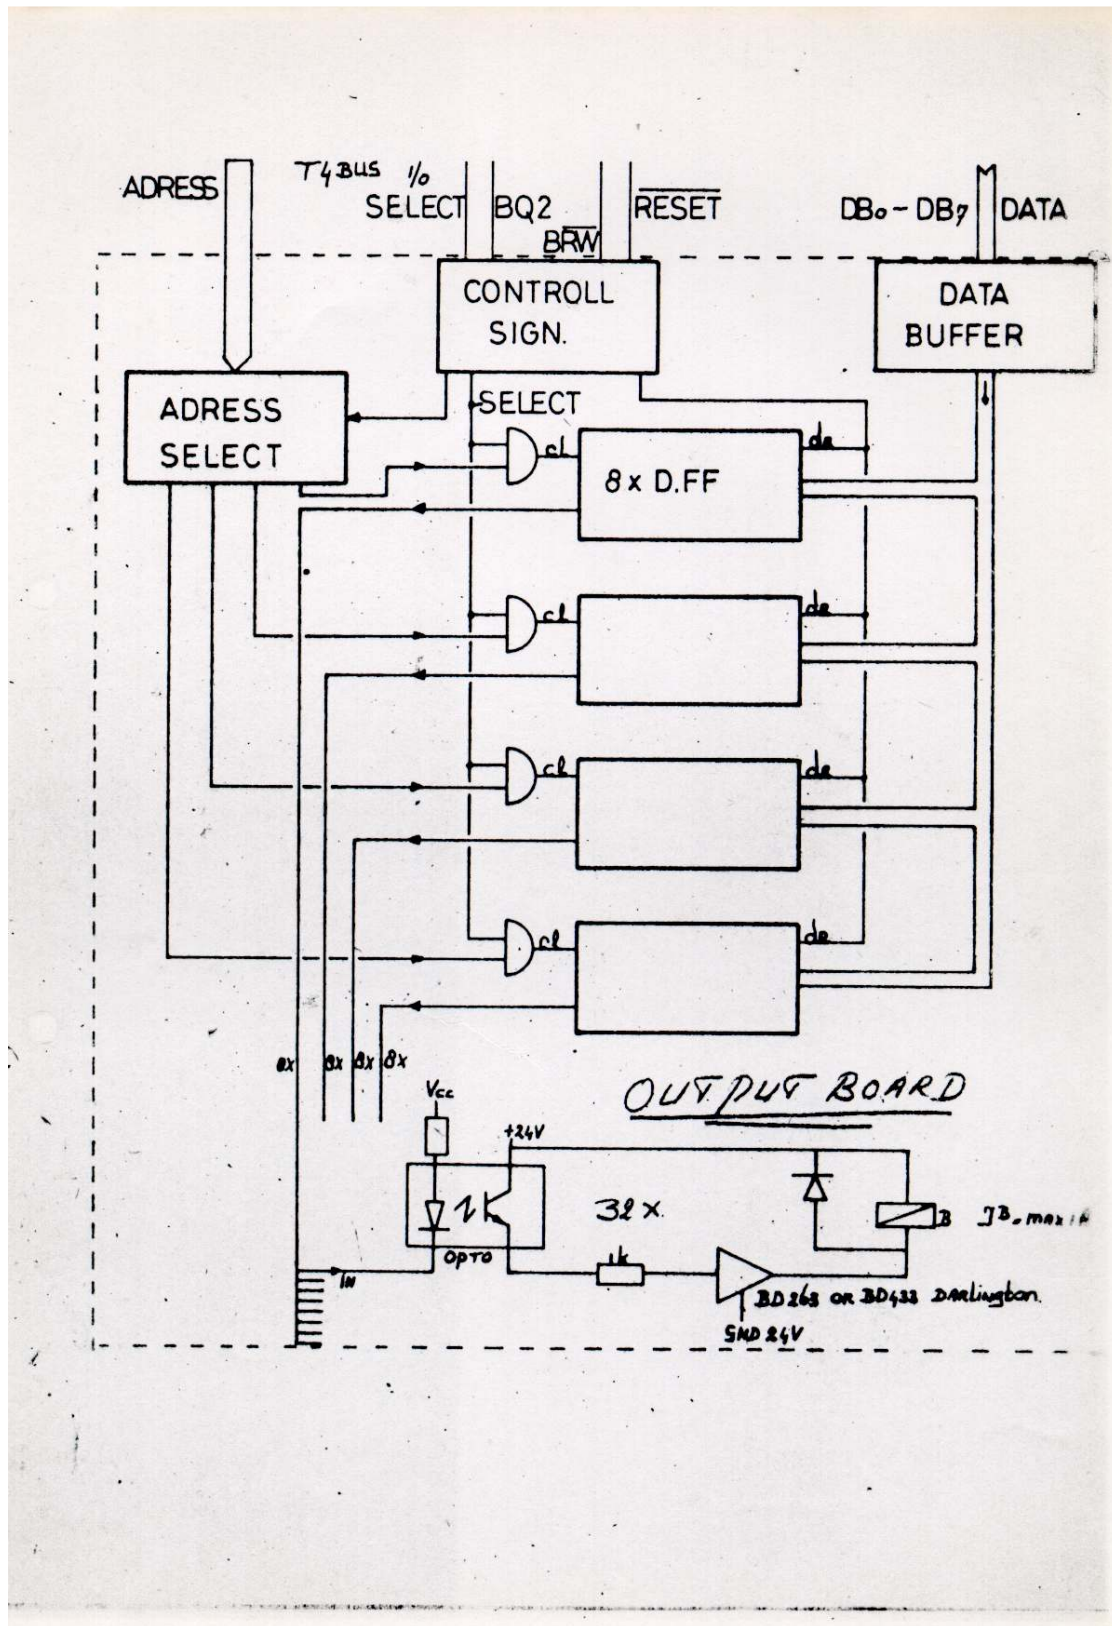 ADRESS
T4 BUS
I/O
SELECT
BQ2
BRW
RESET
DB0 - DB7
DATA
CONTROLL
SIGN.
DATA
BUFFER
ADRESS
SELECT
SELECT
cl
8 x D.FF
de
cl
de
cl
de
cl
de
8x
8x
8x
8x
OUTPUT BOARD
Vcc
+24V
32 x.
OPTO
1k
IN
B
IB. max 1A
BD263 OR BD433 DARlington.
GND 24V